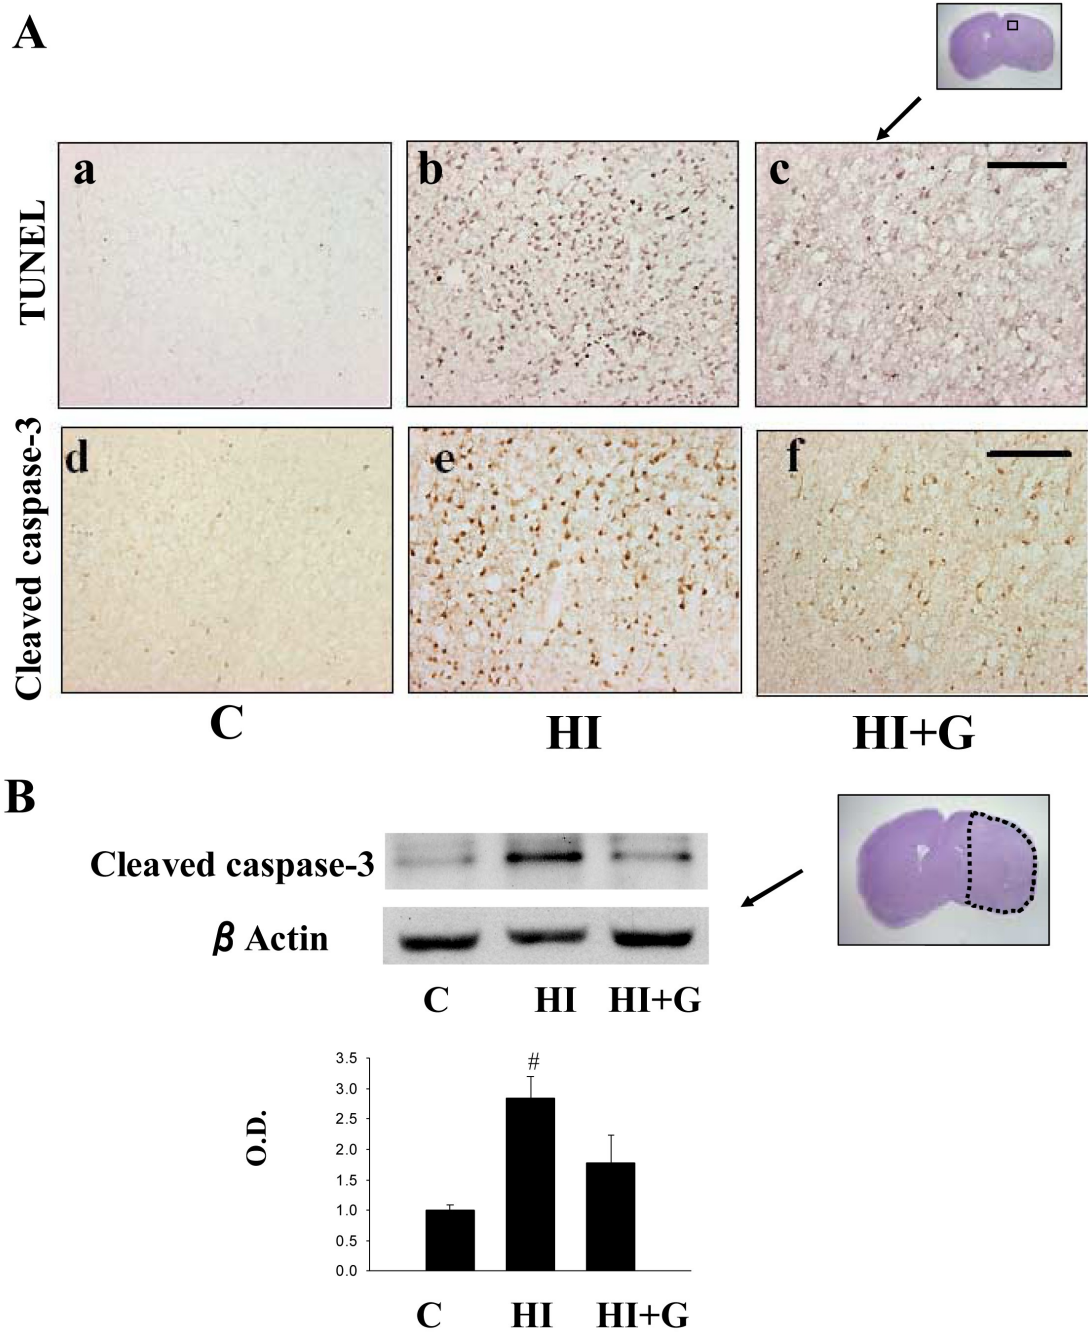 A
a
b
c
TUNEL
d
e
f
Cleaved caspase-3
C
HI
HI+G
B
Cleaved caspase-3
β Actin
C
HI
HI+G
#
3.5
3.0
2.5
2.0
1.5
1.0
0.5
0.0
O.D.
C
HI
HI+G